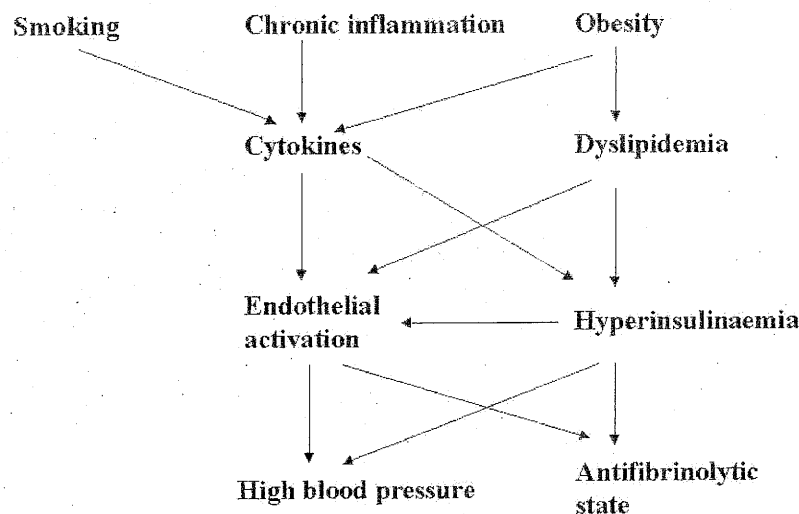 Smoking
Chronic inflammation
Obesity
Cytokines
Dyslipidemia
Endothelial
activation
Hyperinsulinaemia
High blood pressure
Antifibrinolytic
state